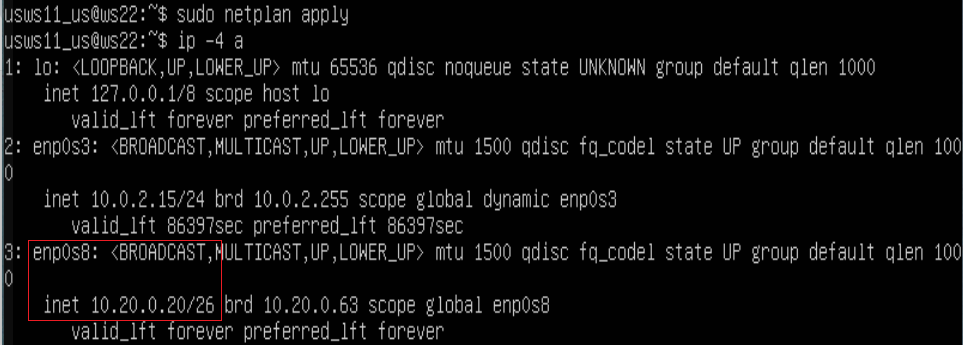 usws11_us@ws22:~$ sudo netplan apply
usws11_us@ws22:~$ ip -4 a
1: lo: <LOOPBACK,UP,LOWER_UP> mtu 65536 qdisc noqueue state UNKNOWN group default qlen 1000
    inet 127.0.0.1/8 scope host lo
       valid_lft forever preferred_lft forever
2: enp0s3: <BROADCAST,MULTICAST,UP,LOWER_UP> mtu 1500 qdisc fq_codel state UP group default qlen 100
0
    inet 10.0.2.15/24 brd 10.0.2.255 scope global dynamic enp0s3
       valid_lft 86397sec preferred_lft 86397sec
3: enp0s8: <BROADCAST,MULTICAST,UP,LOWER_UP> mtu 1500 qdisc fq_codel state UP group default qlen 100
0
    inet 10.20.0.20/26 brd 10.20.0.63 scope global enp0s8
       valid_lft forever preferred_lft forever